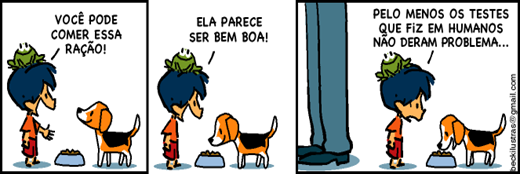 VOCÊ PODE
COMER ESSA
RAÇÃO!
ELA PARECE
SER BEM BOA!
PELO MENOS OS TESTES
QUE FIZ EM HUMANOS
NÃO DERAM PROBLEMA...
beckilustras@gmail.com